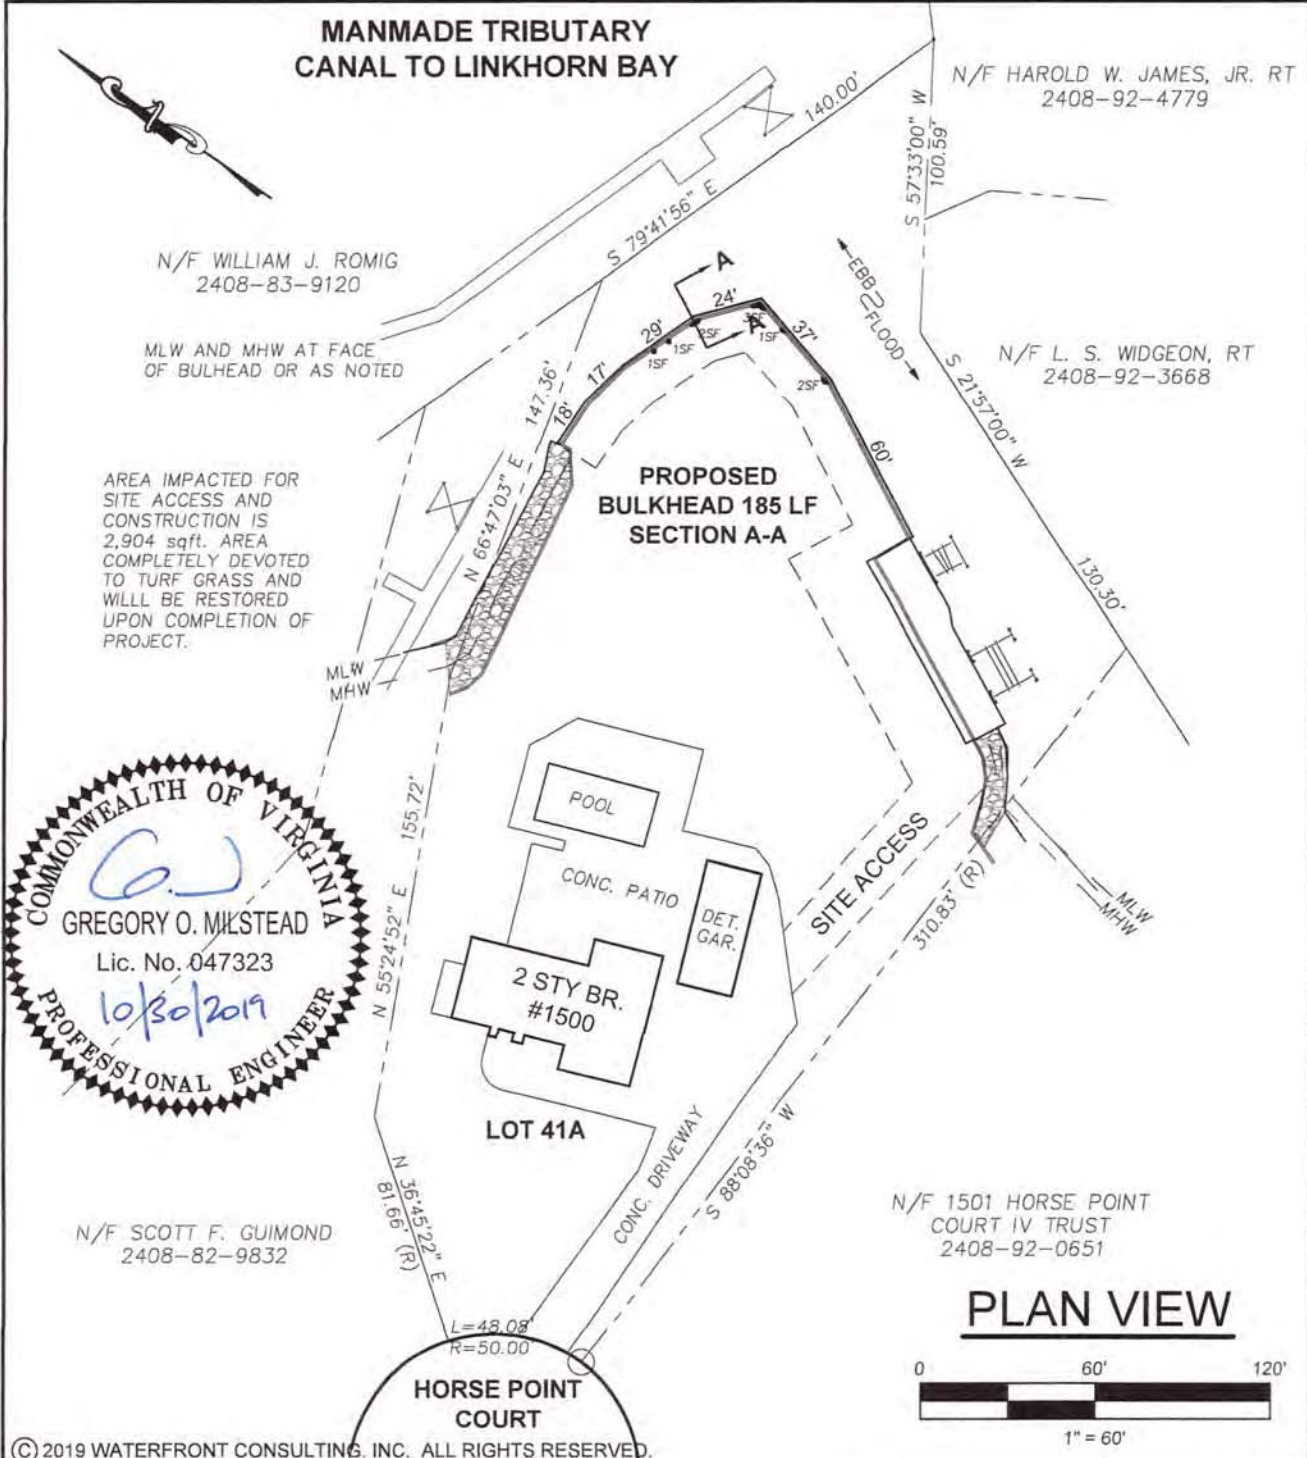 MANMADE TRIBUTARY
CANAL TO LINKHORN BAY
N/F HAROLD W. JAMES, JR. RT
2408-92-4779
140.00'
S 57°33'00" W
100.59'
S 79°41'56" E
N/F WILLIAM J. ROMIG
2408-83-9120
A
A
EBB
FLOOD
MLW AND MHW AT FACE
OF BULHEAD OR AS NOTED
18'
17'
29'
24'
37'
60'
1SF
1SF
2SF
3SF
1SF
2SF
N/F L. S. WIDGEON, RT
2408-92-3668
S 21°57'00" W
130.30'
147.36'
N 66°47'03" E
PROPOSED
BULKHEAD 185 LF
SECTION A-A
AREA IMPACTED FOR
SITE ACCESS AND
CONSTRUCTION IS
2,904 sqft. AREA
COMPLETELY DEVOTED
TO TURF GRASS AND
WILLL BE RESTORED
UPON COMPLETION OF
PROJECT.
MLW
MHW
POOL
CONC. PATIO
DET.
GAR.
SITE ACCESS
310.83' (R)
MLW
MHW
155.72'
N 55°24'52" E
COMMONWEALTH OF VIRGINIA
GREGORY O. MILSTEAD
Lic. No. 047323
10/30/2019
PROFESSIONAL ENGINEER
2 STY BR.
#1500
LOT 41A
CONC. DRIVEWAY
S 88°08'36" W
N 36°45'22" E
81.66' (R)
N/F SCOTT F. GUIMOND
2408-82-9832
N/F 1501 HORSE POINT
COURT IV TRUST
2408-92-0651
L=48.08'
R=50.00'
HORSE POINT
COURT
PLAN VIEW
0 60' 120'
1" = 60'
© 2019 WATERFRONT CONSULTING, INC. ALL RIGHTS RESERVED.